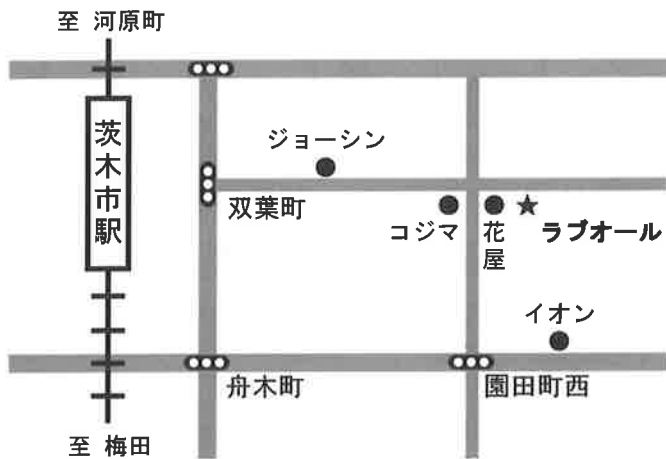 至 河原町
茨木市駅
ジョーシン
双葉町
コジマ
花屋
ラブオール
イオン
舟木町
園田町西
至 梅田